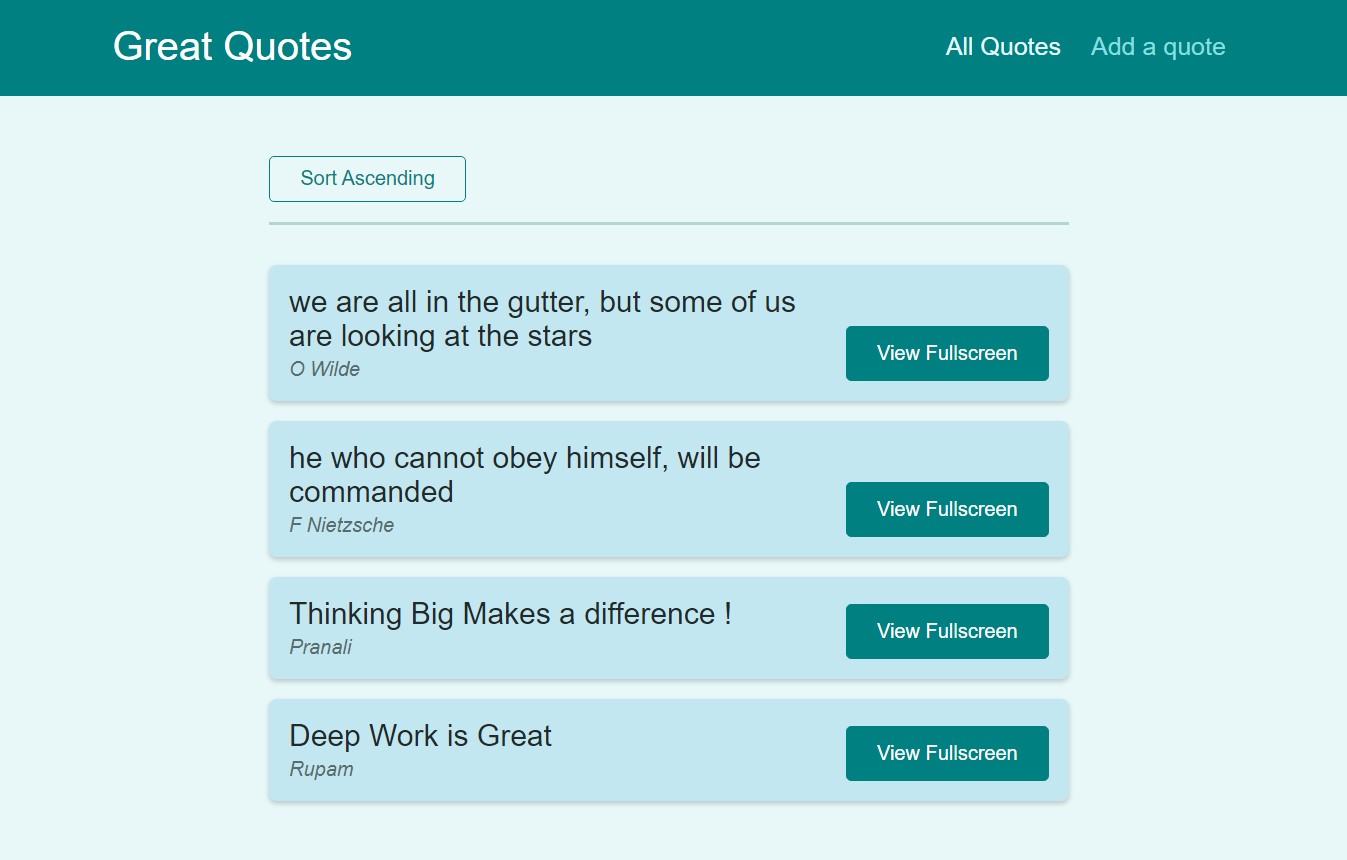 Great Quotes
All Quotes
Add a quote
Sort Ascending
we are all in the gutter, but some of us
are looking at the stars
O Wilde
View Fullscreen
he who cannot obey himself, will be
commanded
F Nietzsche
View Fullscreen
Thinking Big Makes a difference !
Pranali
View Fullscreen
Deep Work is Great
Rupam
View Fullscreen